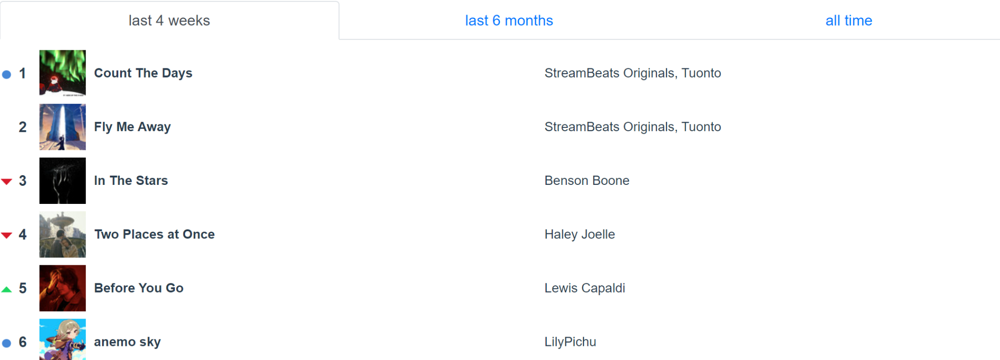 last 4 weeks last 6 months all time
1 Count The Days StreamBeats Originals, Tuonto
2 Fly Me Away StreamBeats Originals, Tuonto
3 In The Stars Benson Boone
4 Two Places at Once Haley Joelle
5 Before You Go Lewis Capaldi
6 anemo sky LilyPichu